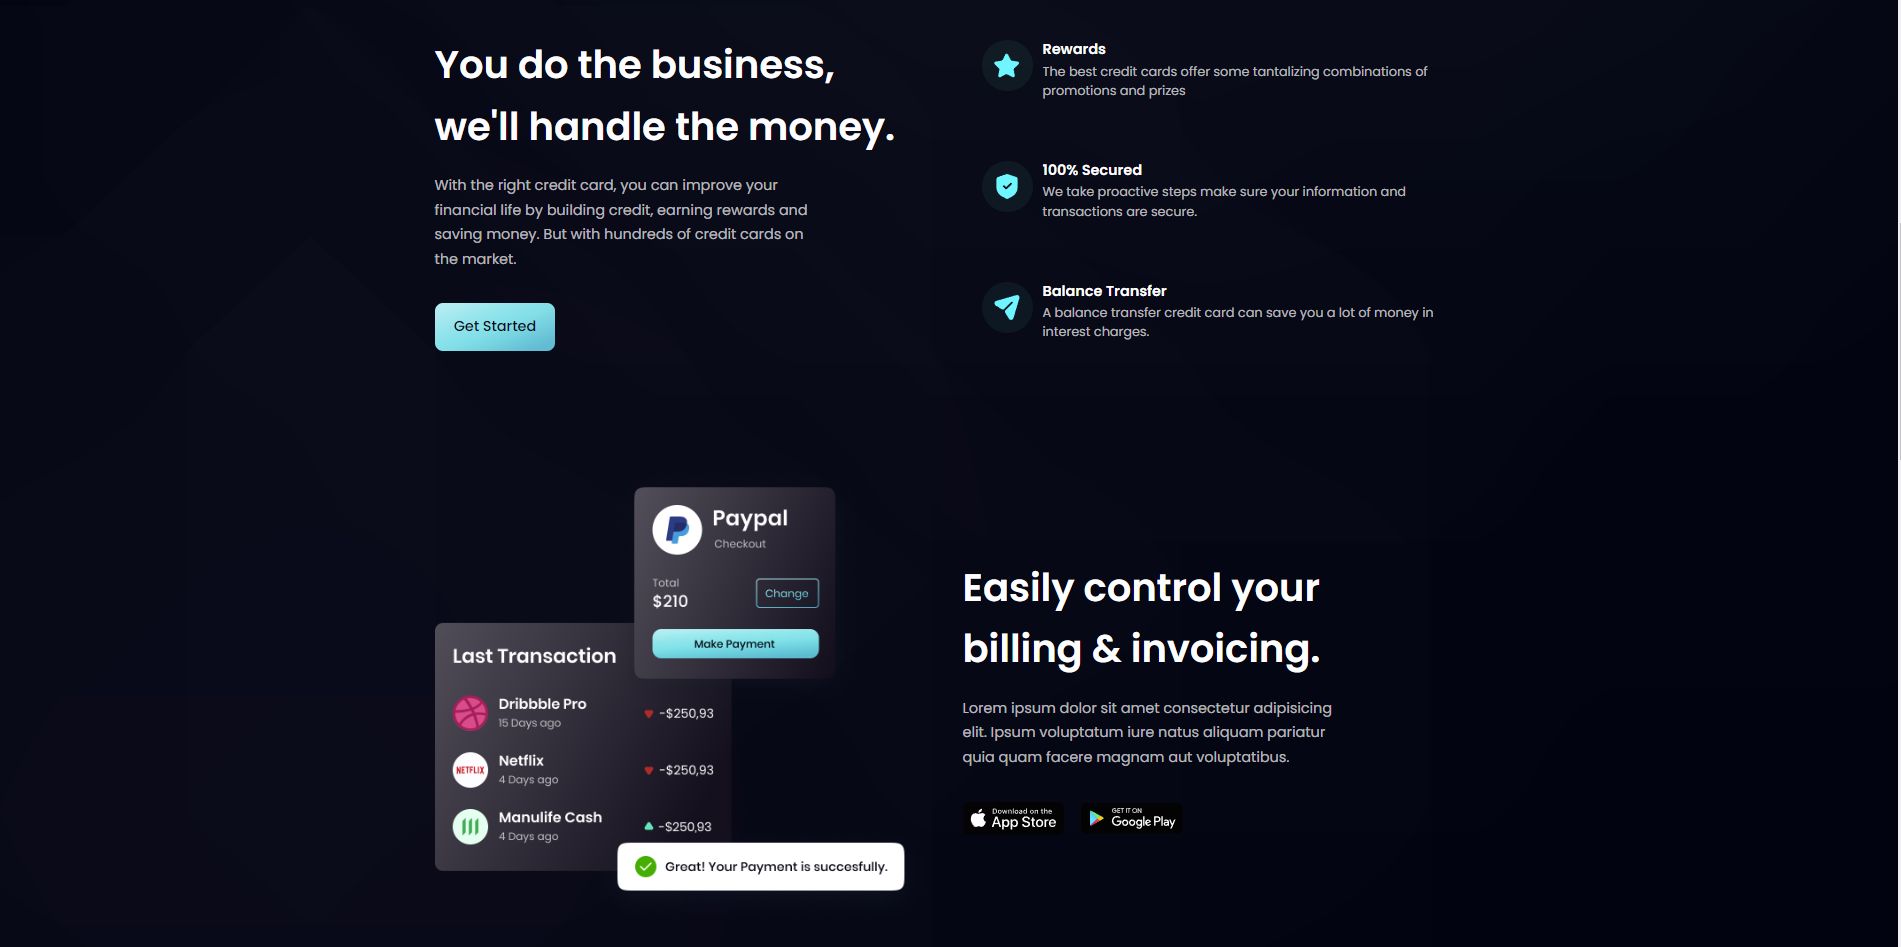 You do the business,
we'll handle the money.
With the right credit card, you can improve your
financial life by building credit, earning rewards and
saving money. But with hundreds of credit cards on
the market.
Get Started
Rewards
The best credit cards offer some tantalizing combinations of
promotions and prizes
100% Secured
We take proactive steps make sure your information and
transactions are secure.
Balance Transfer
A balance transfer credit card can save you a lot of money in
interest charges.
Paypal
Checkout
Total
$210
Change
Make Payment
Last Transaction
Dribbble Pro
15 Days ago
-$250,93
NETFLIX
Netflix
4 Days ago
-$250,93
Manulife Cash
4 Days ago
-$250,93
Great! Your Payment is succesfully.
Easily control your
billing & invoicing.
Lorem ipsum dolor sit amet consectetur adipisicing
elit. Ipsum voluptatum iure natus aliquam pariatur
quia quam facere magnam aut voluptatibus.
Download on the
App Store
GET IT ON
Google Play